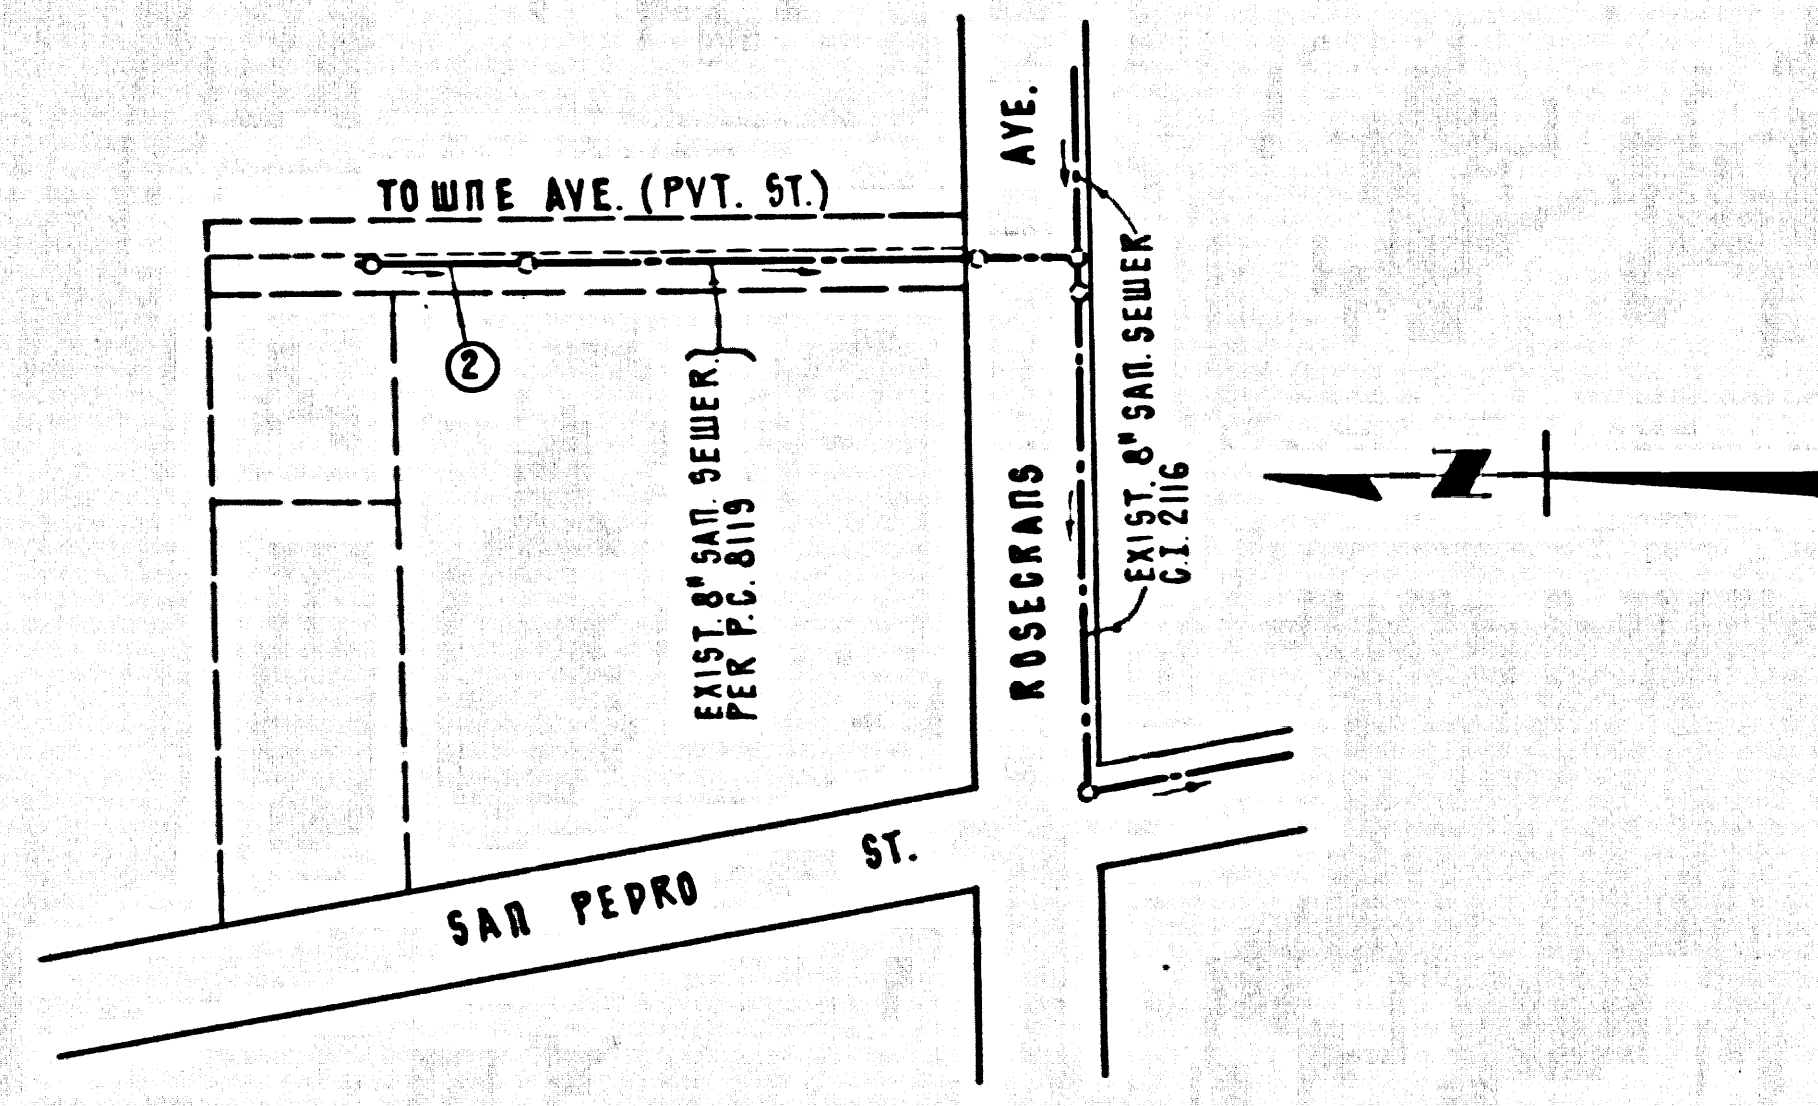 TOWNE AVE. (PVT. ST.)
ROSECRANS AVE.
2
EXIST. 8" SAN. SEWER
PER P.C. 8119
EXIST. 8" SAN. SEWER
C.I. 2116
N
SAN PEDRO ST.